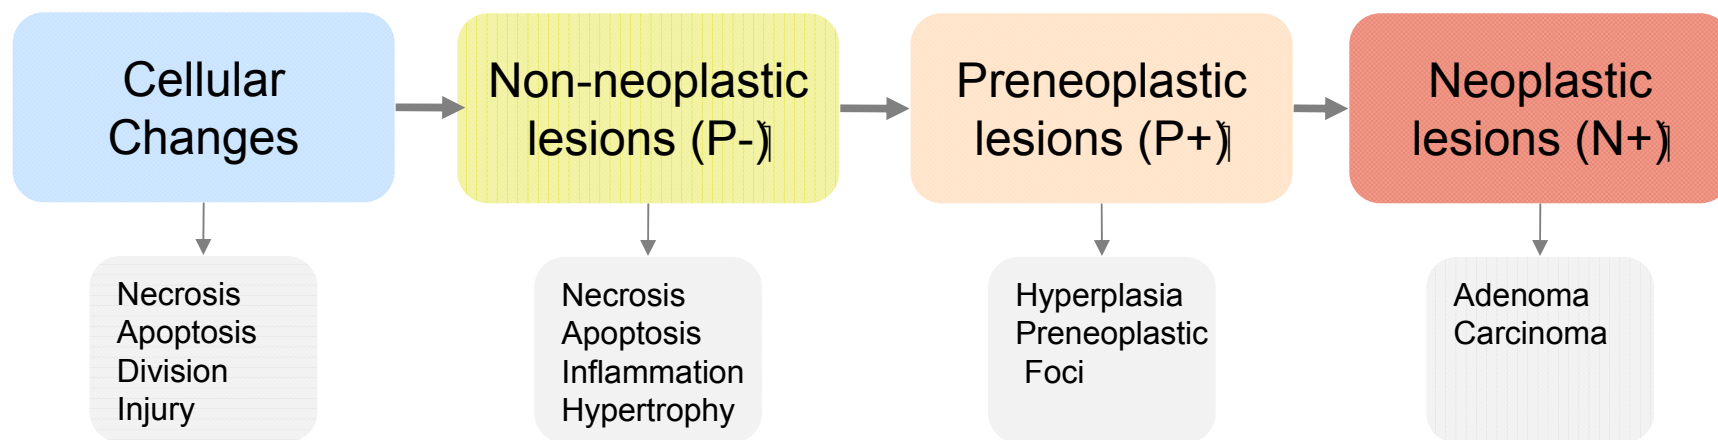 Cellular
Changes
Non-neoplastic
lesions (P-)
Preneoplastic
lesions (P+)
Neoplastic
lesions (N+)
Necrosis
Apoptosis
Division
Injury
Necrosis
Apoptosis
Inflammation
Hypertrophy
Hyperplasia
Preneoplastic
Foci
Adenoma
Carcinoma